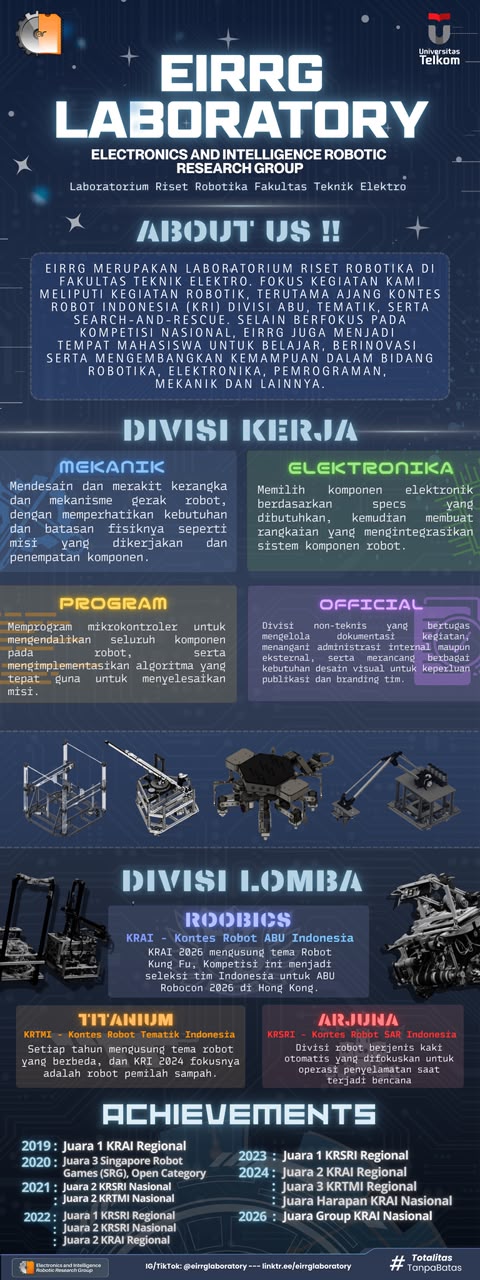 Universitas
Telkom
EIRRG
LABORATORY
ELECTRONICS AND INTELLIGENCE ROBOTIC
RESEARCH GROUP
Laboratorium Riset Robotika Fakultas Teknik Elektro
ABOUT US !!
EIRRG MERUPAKAN LABORATORIUM RISET ROBOTIKA DI
FAKULTAS TEKNIK ELEKTRO. FOKUS KEGIATAN KAMI
MELIPUTI KEGIATAN ROBOTIK, TERUTAMA AJANG KONTES
ROBOT INDONESIA (KRI) DIVISI ABU, TEMATIK, SERTA
SEARCH-AND-RESCUE. SELAIN BERFOKUS PADA
KOMPETISI NASIONAL, EIRRG JUGA MENJADI
TEMPAT MAHASISWA UNTUK BELAJAR, BERINOVASI
SERTA MENGEMBANGKAN KEMAMPUAN DALAM BIDANG
ROBOTIKA, ELEKTRONIKA, PEMROGRAMAN,
MEKANIK DAN LAINNYA.
DIVISI KERJA
MEKANIK
Mendesain dan merakit kerangka
dan mekanisme gerak robot,
dengan memperhatikan kebutuhan
dan batasan fisiknya seperti
misi yang dikerjakan dan
penempatan komponen.
ELEKTRONIKA
Memilih komponen elektronik
berdasarkan specs yang
dibutuhkan, kemudian membuat
rangkaian yang mengintegrasikan
sistem komponen robot.
PROGRAM
Memprogram mikrokontroler untuk
mengendalikan seluruh komponen
pada robot, serta
mengimplementasikan algoritma yang
tepat guna untuk menyelesaikan
misi.
OFFICIAL
Divisi non-teknis yang bertugas
mengelola dokumentasi kegiatan,
menangani administrasi internal maupun
eksternal, serta merancang berbagai
kebutuhan desain visual untuk keperluan
publikasi dan branding tim.
DIVISI LOMBA
ROOBICS
KRAI - Kontes Robot ABU Indonesia
KRAI 2026 mengusung tema Robot
Kung Fu, Kompetisi ini menjadi
seleksi tim Indonesia untuk ABU
Robocon 2026 di Hong Kong.
TITANIUM
KRTMI - Kontes Robot Tematik Indonesia
Setiap tahun mengusung tema robot
yang berbeda, dan KRI 2024 fokusnya
adalah robot pemilah sampah.
ARJUNA
KRSRI - Kontes Robot SAR Indonesia
Divisi robot berjenis kaki
otomatis yang difokuskan untuk
operasi penyelamatan saat
terjadi bencana
ACHIEVEMENTS
2019 : Juara 1 KRAI Regional
2020 : Juara 3 Singapore Robot
Games (SRG), Open Category
2021 : Juara 2 KRSRI Nasional
Juara 2 KRTMI Nasional
2022 : Juara 1 KRSRI Regional
Juara 2 KRSRI Nasional
Juara 2 KRAI Regional
2023 : Juara 1 KRSRI Regional
2024 : Juara 2 KRAI Regional
Juara 3 KRTMI Regional
Juara Harapan KRAI Nasional
2026 : Juara Group KRAI Nasional
Electronics and Intelligence
Robotic Research Group
IG/TikTok: @eirrglaboratory --- linktr.ee/eirrglaboratory
# Totalitas
TanpaBatas